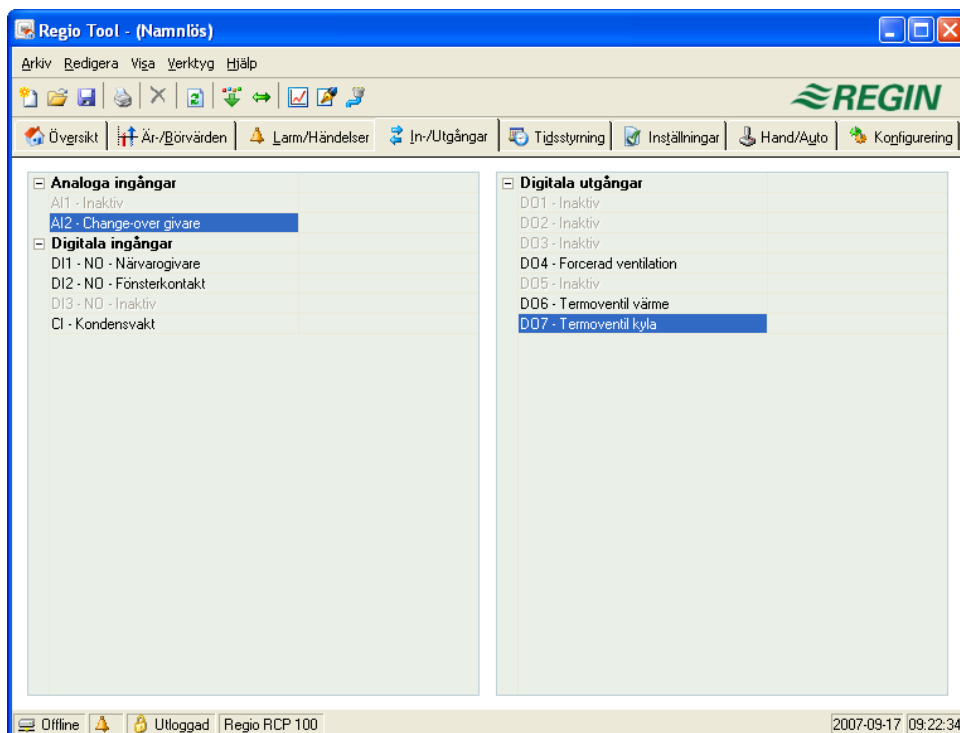 Regio Tool - (Namnlös)
Arkiv Redigera Visa Verktyg Hjälp
REGIN
Översikt Är-/Börvärden Larm/Händelser In-/Utgångar Tidsstyrning Inställningar Hand/Auto Konfigurering
Analoga ingångar
AI1 - Inaktiv
AI2 - Change-over givare
Digitala ingångar
DI1 - NO - Närvarogivare
DI2 - NO - Fönsterkontakt
DI3 - NO - Inaktiv
CI - Kondensvakt
Digitala utgångar
DO1 - Inaktiv
DO2 - Inaktiv
DO3 - Inaktiv
DO4 - Forcerad ventilation
DO5 - Inaktiv
DO6 - Termoventil värme
DO7 - Termoventil kyla
Offline Utloggad Regio RCP 100 2007-09-17 09:22:34